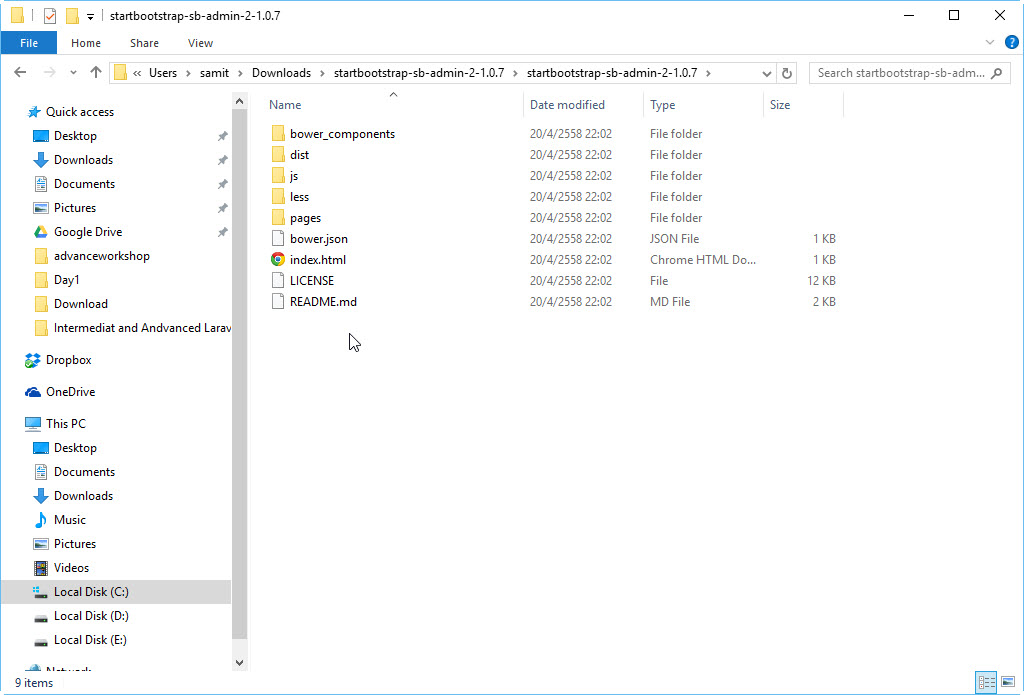 startbootstrap-sb-admin-2-1.0.7
File Home Share View
« Users > samit > Downloads > startbootstrap-sb-admin-2-1.0.7 > startbootstrap-sb-admin-2-1.0.7 >
Search startbootstrap-sb-adm...
Quick access
Desktop
Downloads
Documents
Pictures
Google Drive
advanceworkshop
Day1
Download
Intermediat and Andvanced Larav
Dropbox
OneDrive
This PC
Desktop
Documents
Downloads
Music
Pictures
Videos
Local Disk (C:)
Local Disk (D:)
Local Disk (E:)
Network
Name Date modified Type Size
bower_components 20/4/2558 22:02 File folder
dist 20/4/2558 22:02 File folder
js 20/4/2558 22:02 File folder
less 20/4/2558 22:02 File folder
pages 20/4/2558 22:02 File folder
bower.json 20/4/2558 22:02 JSON File 1 KB
index.html 20/4/2558 22:02 Chrome HTML Do... 1 KB
LICENSE 20/4/2558 22:02 File 12 KB
README.md 20/4/2558 22:02 MD File 2 KB
9 items